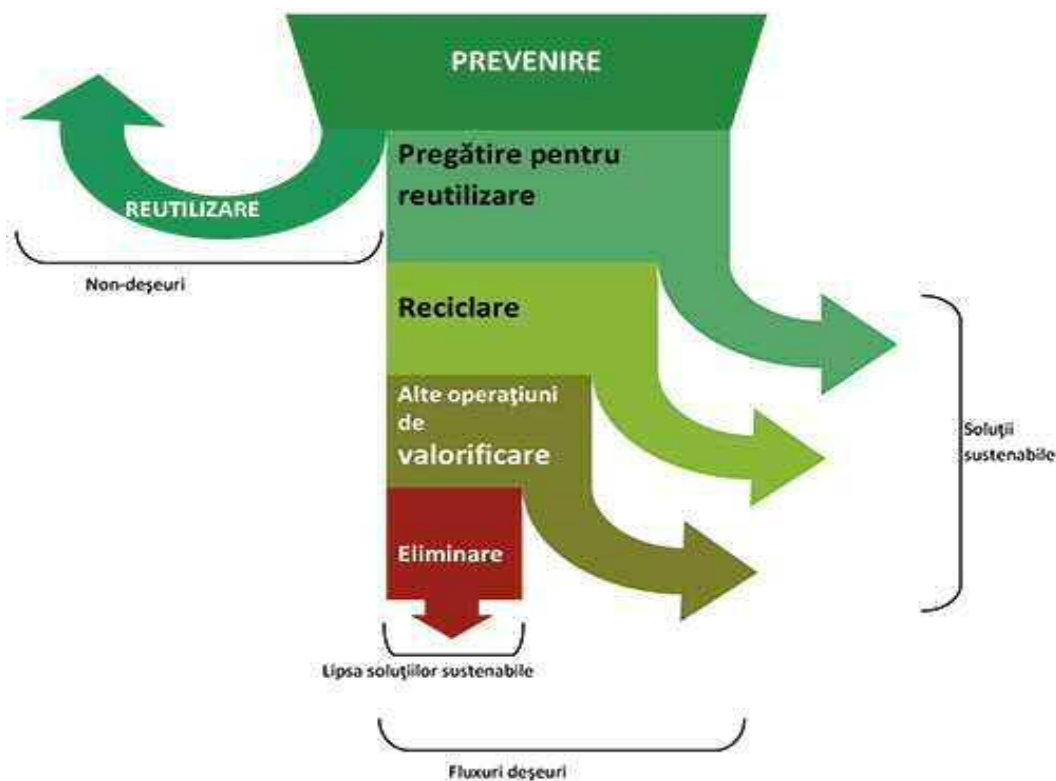 PREVENIRE
Pregătire pentru
reutilizare
REUTILIZARE
Non-deşeuri
Reciclare
Alte operaţiuni
de
valorificare
Soluţii
sustenabile
Eliminare
Lipsa soluţiilor sustenabile
Fluxuri deşeuri